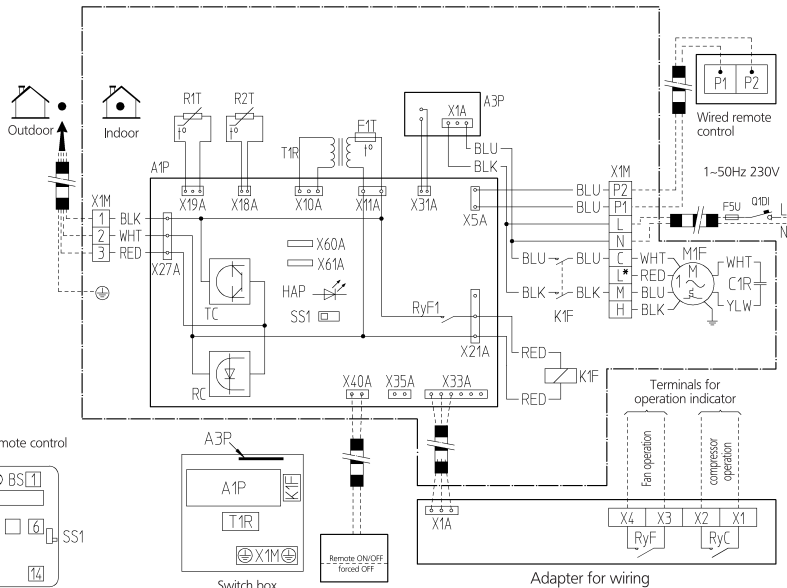 Outdoor
Indoor
R1T
R2T
t°
t°
T1R
F1T
t°
X1A
A3P
BLU
BLK
A1P
X19A
X18A
X10A
X11A
X31A
X5A
X1M
1 BLK
2 WHT
3 RED
X27A
X60A
X61A
HAP
SS1
TC
RC
RyF1
X21A
X40A
X35A
X33A
RED
RED
K1F
BLU
BLU
BLU BLU
BLK BLK
K1F
X1M
P2
P1
L
N
C
L*
M
H
WHT
RED
BLU
BLK
M1F
M
1~
WHT
C1R
YLW
P1 P2
Wired remote
control
1~50Hz 230V
F5U
Q1DI
L
N
Terminals for
operation indicator
Fan operation
compressor
operation
X4 X3 X2 X1
RyF RyC
X1A
Adapter for wiring
mote control
BS 1
6
SS1
14
A3P
A1P
K1F
T1R
X1M
Switch box
Remote ON/OFF
forced OFF